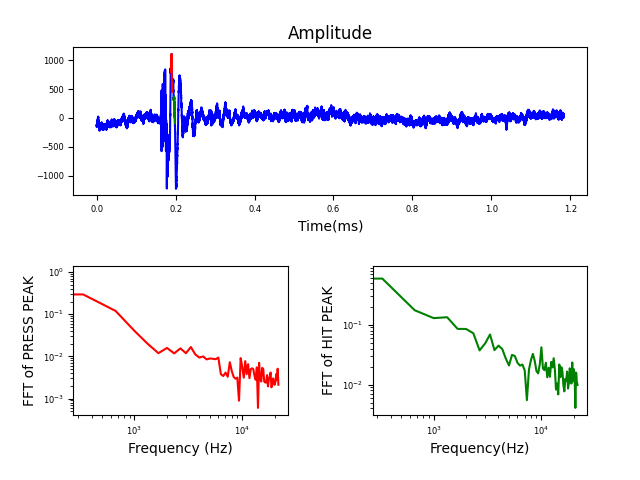 Amplitude
1000
500
0
−500
−1000
0.0 0.2 0.4 0.6 0.8 1.0 1.2
Time(ms)
FFT of PRESS PEAK
10⁰
10⁻¹
10⁻²
10⁻³
10³ 10⁴
Frequency (Hz)
FFT of HIT PEAK
10⁻¹
10⁻²
10³ 10⁴
Frequency(Hz)